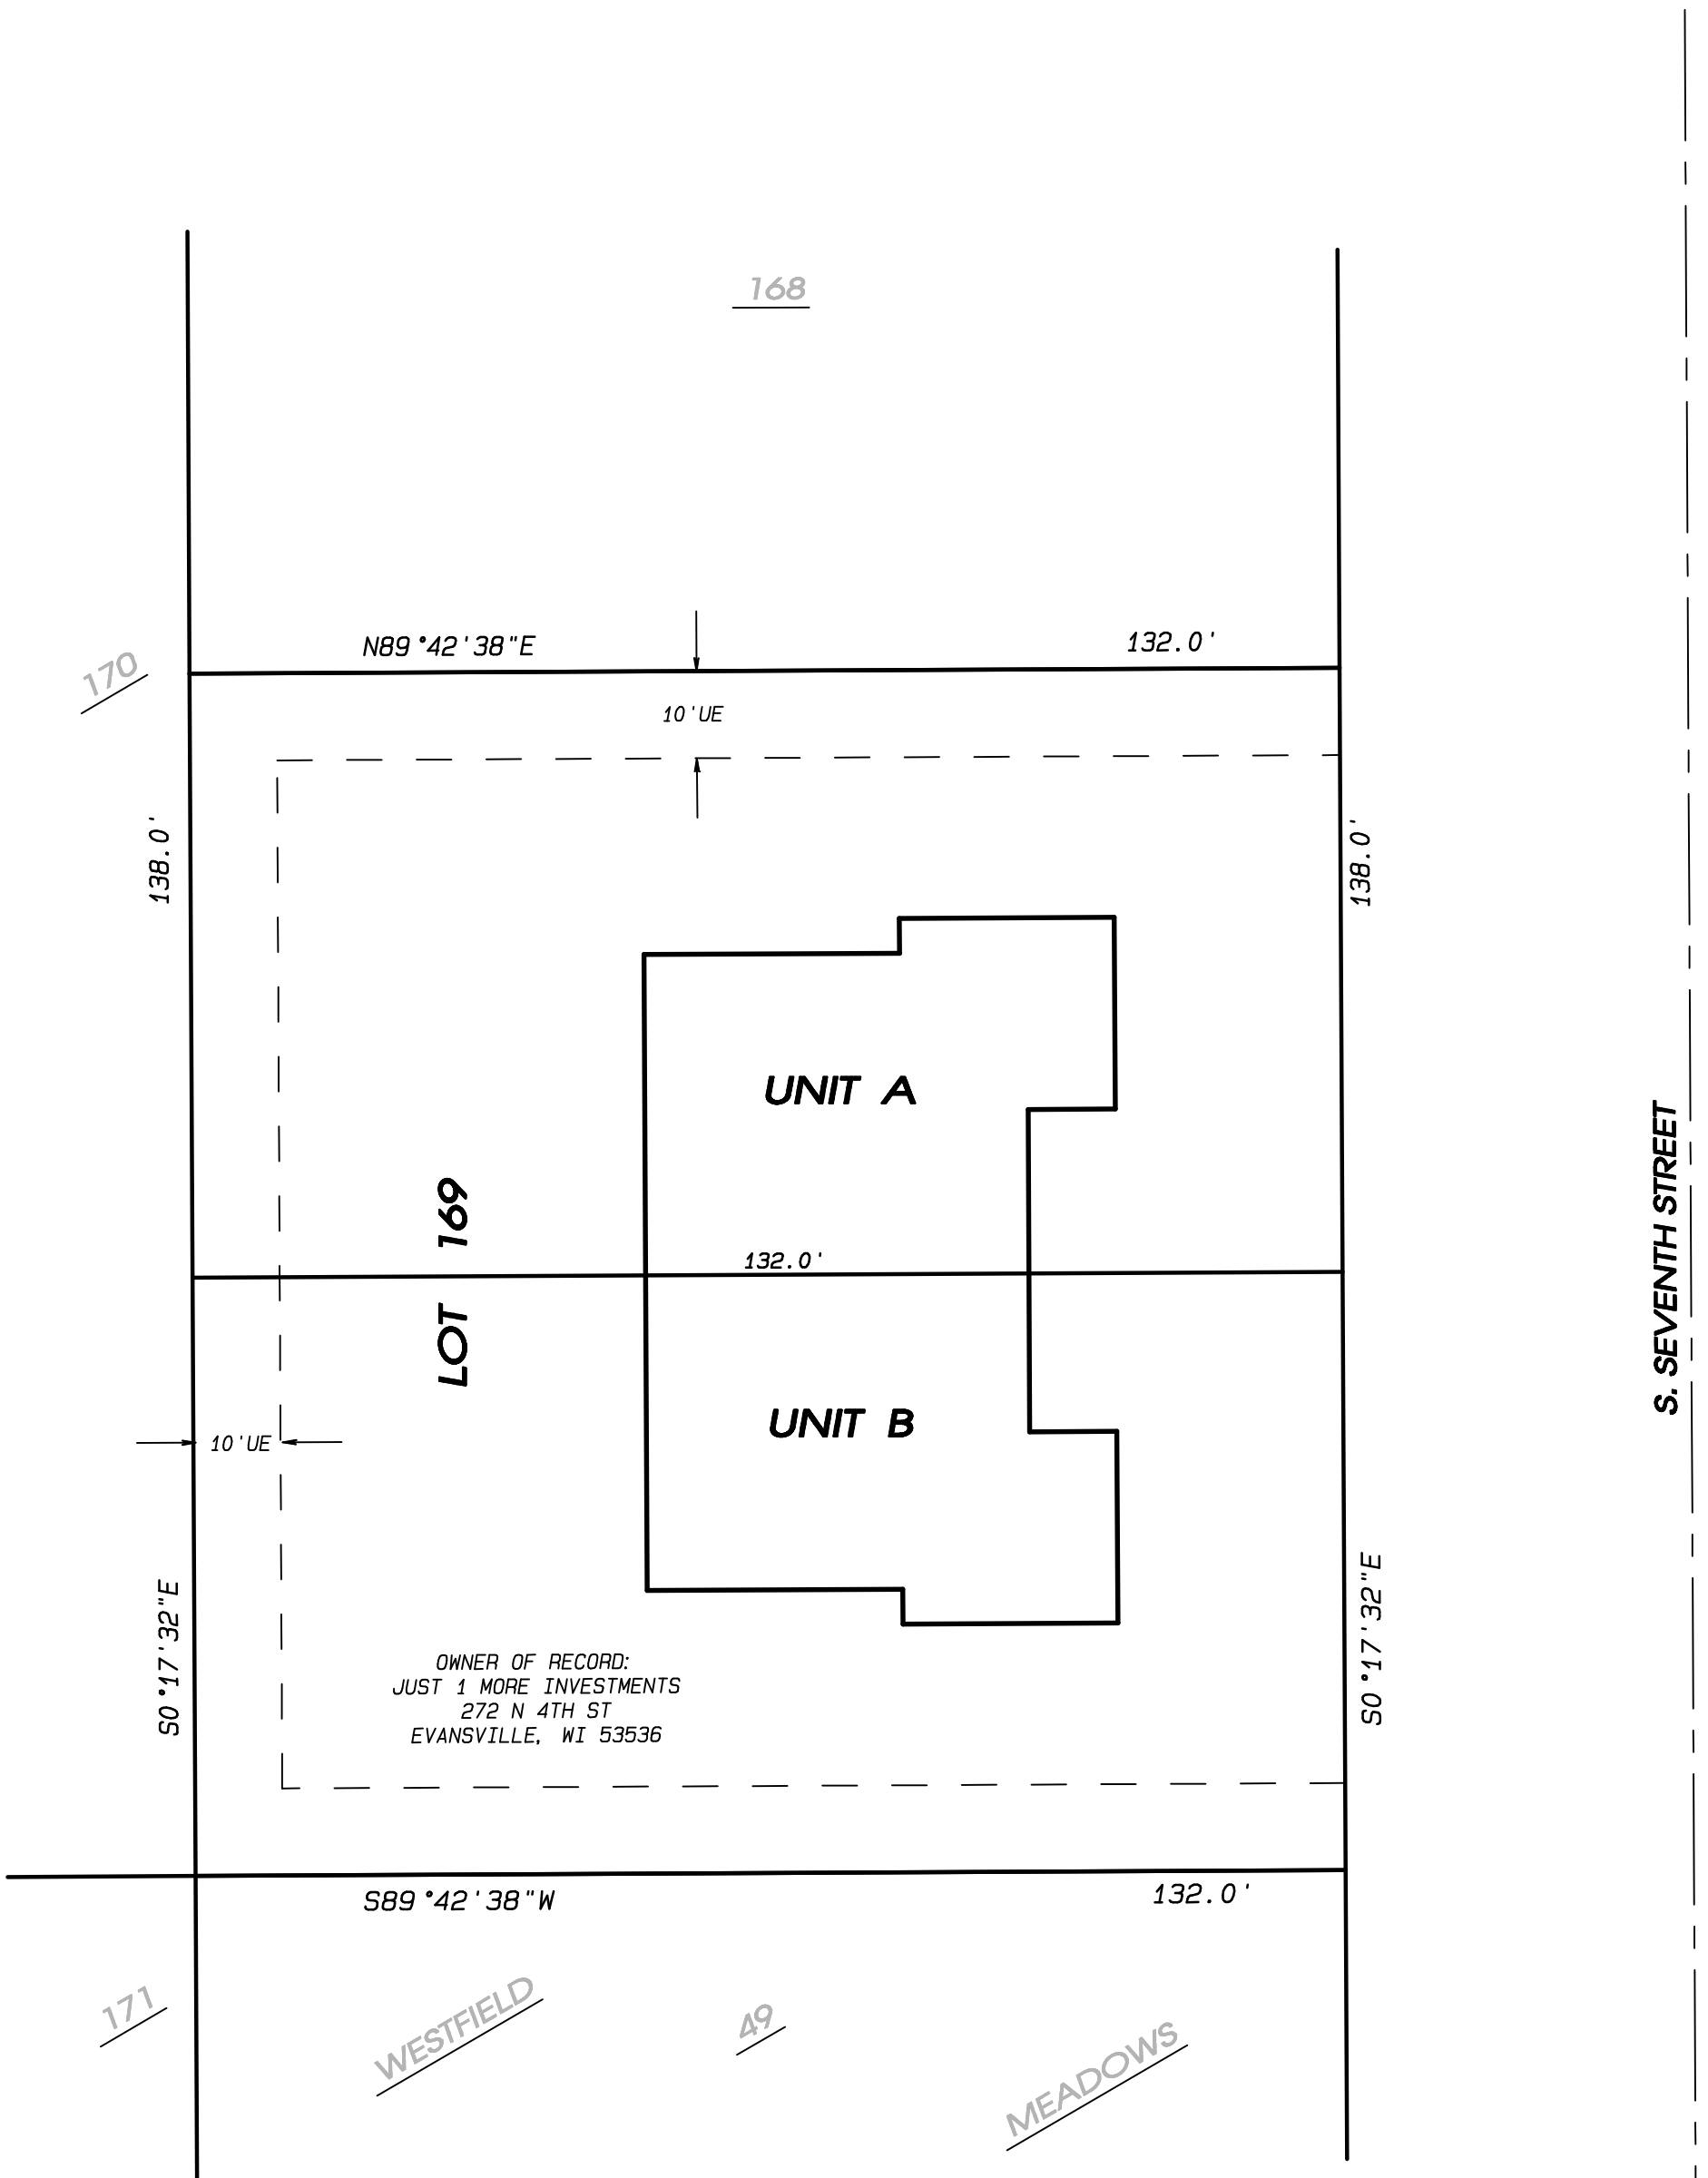 168
N89°42'38"E
132.0'
170
10'UE
138.0'
138.0'
UNIT A
S. SEVENTH STREET
LOT 169
132.0'
UNIT B
10'UE
S0°17'32"E
S0°17'32"E
OWNER OF RECORD:
JUST 1 MORE INVESTMENTS
272 N 4TH ST
EVANSVILLE, WI 53536
S89°42'38"W
132.0'
171
WESTFIELD
49
MEADOWS